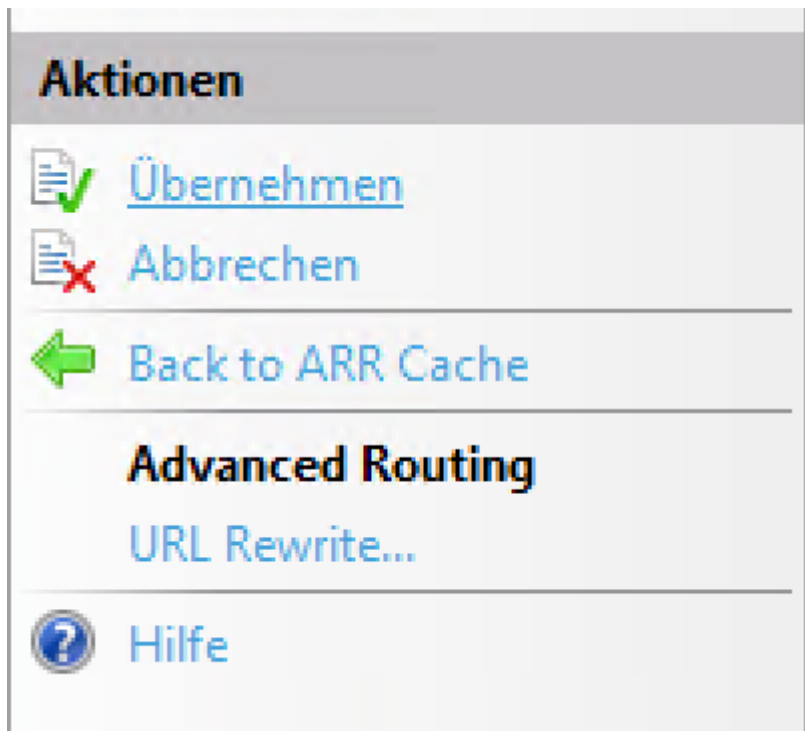 Aktionen
Übernehmen
Abbrechen
Back to ARR Cache
Advanced Routing
URL Rewrite...
Hilfe